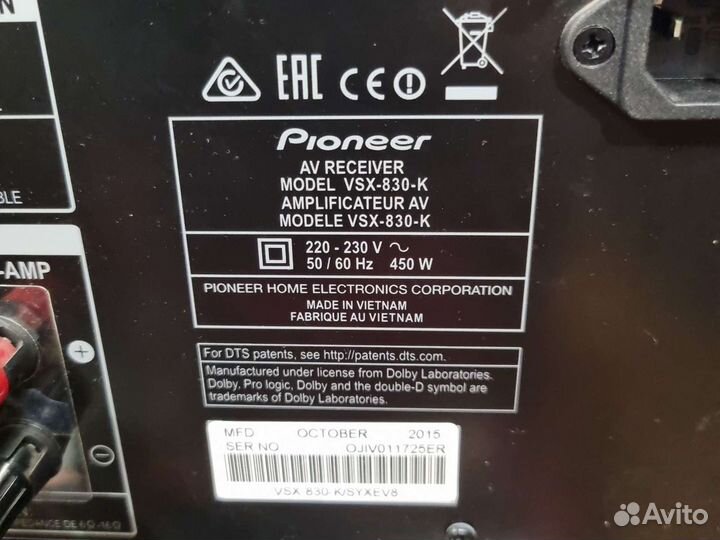 N
BLE
-AMP
EAC CE
Pioneer
AV RECEIVER
MODEL VSX-830-K
AMPLIFICATEUR AV
MODELE VSX-830-K
220 - 230 V ~
50 / 60 Hz 450 W
PIONEER HOME ELECTRONICS CORPORATION
MADE IN VIETNAM
FABRIQUE AU VIETNAM
For DTS patents, see http://patents.dts.com.
Manufactured under license from Dolby Laboratories.
Dolby, Pro logic, Dolby and the double-D symbol are
trademarks of Dolby Laboratories.
MFD OCTOBER 2015
SER NO OJIV011725ER
VSX-830-K/SYXEV8
DE 6Ω-16Ω
Avito